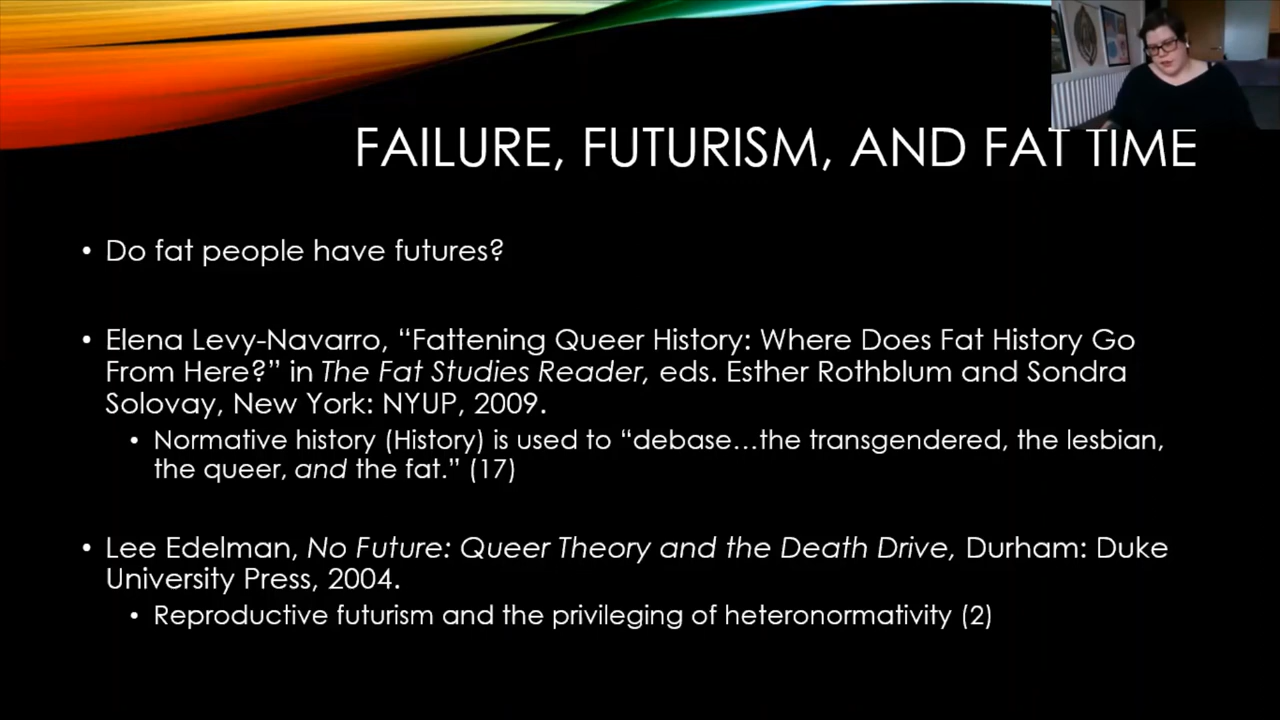 FAILURE, FUTURISM, AND FAT TIME
• Do fat people have futures?
• Elena Levy-Navarro, “Fattening Queer History: Where Does Fat History Go
From Here?” in The Fat Studies Reader, eds. Esther Rothblum and Sondra
Solovay, New York: NYUP, 2009.
• Normative history (History) is used to “debase…the transgendered, the lesbian,
the queer, and the fat.” (17)
• Lee Edelman, No Future: Queer Theory and the Death Drive, Durham: Duke
University Press, 2004.
• Reproductive futurism and the privileging of heteronormativity (2)